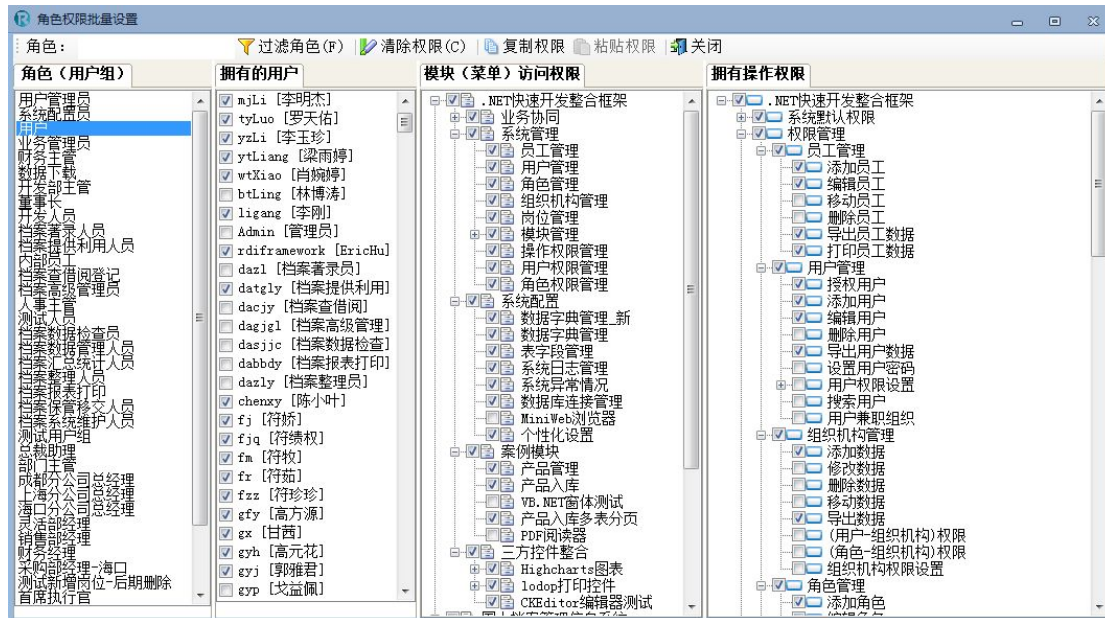 角色权限批量设置
角色： 过滤角色(F) 清除权限(C) 复制权限 粘贴权限 关闭
角色（用户组）
用户管理员
系统配置员
用户
业务管理员
财务主管
数据下载
开发部主管
董事长
开发人员
档案著录人员
档案提供利用人员
内部员工
档案查借阅登记
档案高级管理员
人事主管
测试人员
档案数据检查员
档案数据管理人员
档案汇总统计人员
档案整理人员
档案报表打印
档案保管移交人员
档案系统维护人员
测试用户组
总裁助理
部门主管
成都分公司总经理
上海分公司总经理
海口分公司总经理
灵活部经理
销售部经理
财务经理
采购部经理-海口
测试新增岗位-后期删除
首席执行官
拥有的用户
mjLi [李明杰]
tyLuo [罗天佑]
yzLi [李玉珍]
ytLiang [梁雨婷]
wtXiao [肖婉婷]
btLing [林博涛]
ligang [李刚]
Admin [管理员]
rdiframework [EricHu]
dazl [档案著录员]
datgly [档案提供利用]
dacjy [档案查借阅]
dagjgl [档案高级管理]
dasjjc [档案数据检查]
dabbdy [档案报表打印]
dazly [档案整理员]
chenxy [陈小叶]
fj [符娇]
fjq [符绩权]
fm [符牧]
fr [符茹]
fzz [符珍珍]
gfy [高方源]
gx [甘茜]
gyh [高元花]
gyj [郭雅君]
gyp [戈益佩]
模块（菜单）访问权限
.NET快速开发整合框架
业务协同
系统管理
员工管理
用户管理
角色管理
组织机构管理
岗位管理
模块管理
操作权限管理
用户权限管理
角色权限管理
系统配置
数据字典管理_新
数据字典管理
表字段管理
系统日志管理
系统异常情况
数据库连接管理
MiniWeb浏览器
个性化设置
案例模块
产品管理
产品入库
VB.NET窗体测试
产品入库多表分页
PDF阅读器
三方控件整合
Highcharts图表
lodop打印控件
CKEditor编辑器测试
拥有操作权限
.NET快速开发整合框架
系统默认权限
权限管理
员工管理
添加员工
编辑员工
移动员工
删除员工
导出员工数据
打印员工数据
用户管理
授权用户
添加用户
编辑用户
删除用户
导出用户数据
设置用户密码
用户权限设置
搜索用户
用户兼职组织
组织机构管理
添加数据
修改数据
删除数据
移动数据
导出数据
(用户-组织机构)权限
(角色-组织机构)权限
组织机构权限设置
角色管理
添加角色